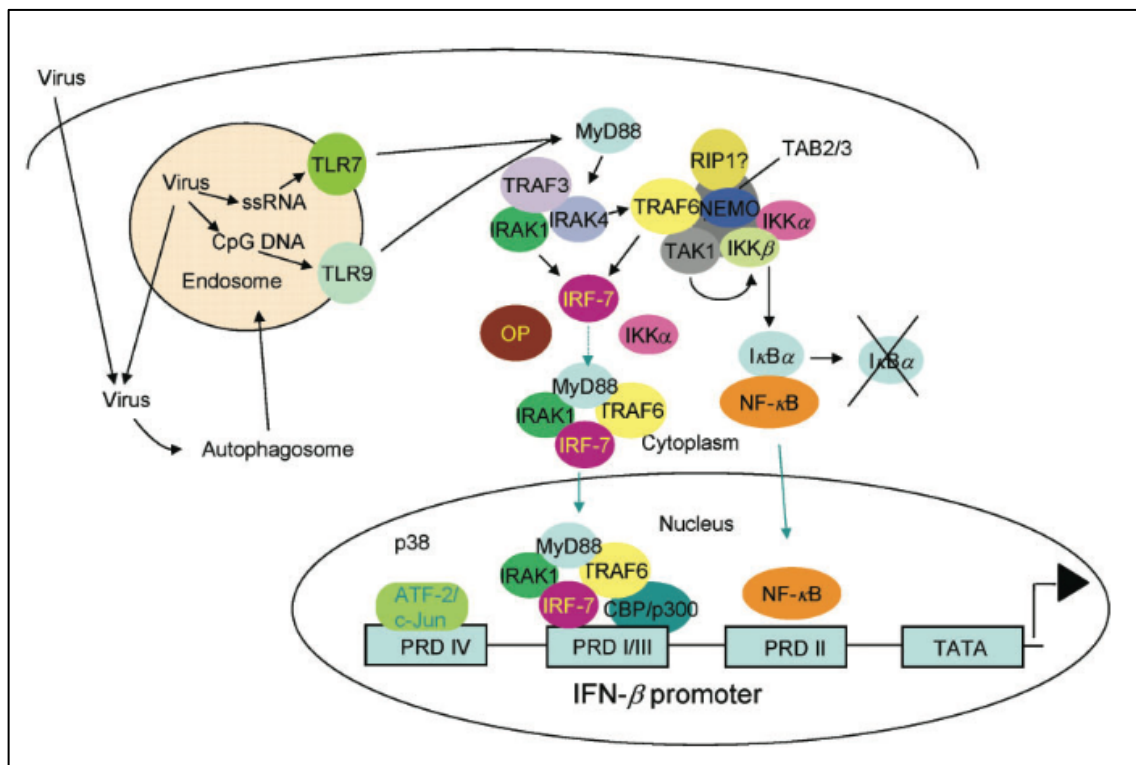 Virus
Virus
ssRNA
CpG DNA
Endosome
TLR7
TLR9
Virus
Autophagosome
MyD88
TRAF3
IRAK1
IRAK4
TRAF6
RIP1?
NEMO
TAB2/3
IKKα
TAK1
IKKβ
IRF-7
OP
IKKα
MyD88
IRAK1
TRAF6
IRF-7
Cytoplasm
IκBα
IκBα
NF-κB
Nucleus
p38
ATF-2/
c-Jun
MyD88
IRAK1
TRAF6
IRF-7
CBP/p300
NF-κB
PRD IV
PRD I/III
PRD II
TATA
IFN-β promoter